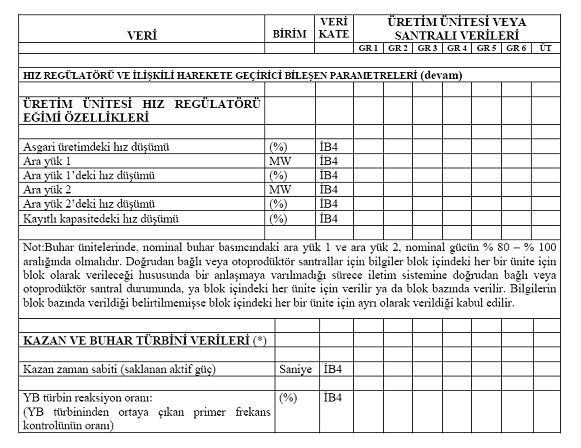 VERİ BİRİM VERİ KATE ÜRETİM ÜNİTESİ VEYA SANTRALI VERİLERİ
GR 1 GR 2 GR 3 GR 4 GR 5 GR 6 ÜT
HIZ REGÜLATÖRÜ VE İLİŞKİLİ HAREKETE GEÇİRİCİ BİLEŞEN PARAMETRELERİ (devam)
ÜRETİM ÜNİTESİ HIZ REGÜLATÖRÜ
EĞİMİ ÖZELLİKLERİ
Asgari üretimdeki hız düşümü (%) İB4
Ara yük 1 MW İB4
Ara yük 1’deki hız düşümü (%) İB4
Ara yük 2 MW İB4
Ara yük 2’deki hız düşümü (%) İB4
Kayıtlı kapasitedeki hız düşümü (%) İB4
Not:Buhar ünitelerinde, nominal buhar basıncındaki ara yük 1 ve ara yük 2, nominal gücün % 80 – % 100
aralığında olmalıdır. Doğrudan bağlı veya otoprodüktör santrallar için bilgiler blok içindeki her bir ünite için
blok olarak verileceği hususunda bir anlaşmaya varılmadığı sürece iletim sistemine doğrudan bağlı veya
otoprodüktör santral durumunda, ya blok içindeki her ünite için verilir ya da blok bazında verilir. Bilgilerin
blok bazında verildiği belirtilmemişse blok içindeki her bir ünite için ayrı olarak verildiği kabul edilir.
KAZAN VE BUHAR TÜRBİNİ VERİLERİ (*)
Kazan zaman sabiti (saklanan aktif güç) Saniye İB4
YB türbin reaksiyon oranı: (%) İB4
(YB türbininden ortaya çıkan primer frekans
kontrolünün oranı)